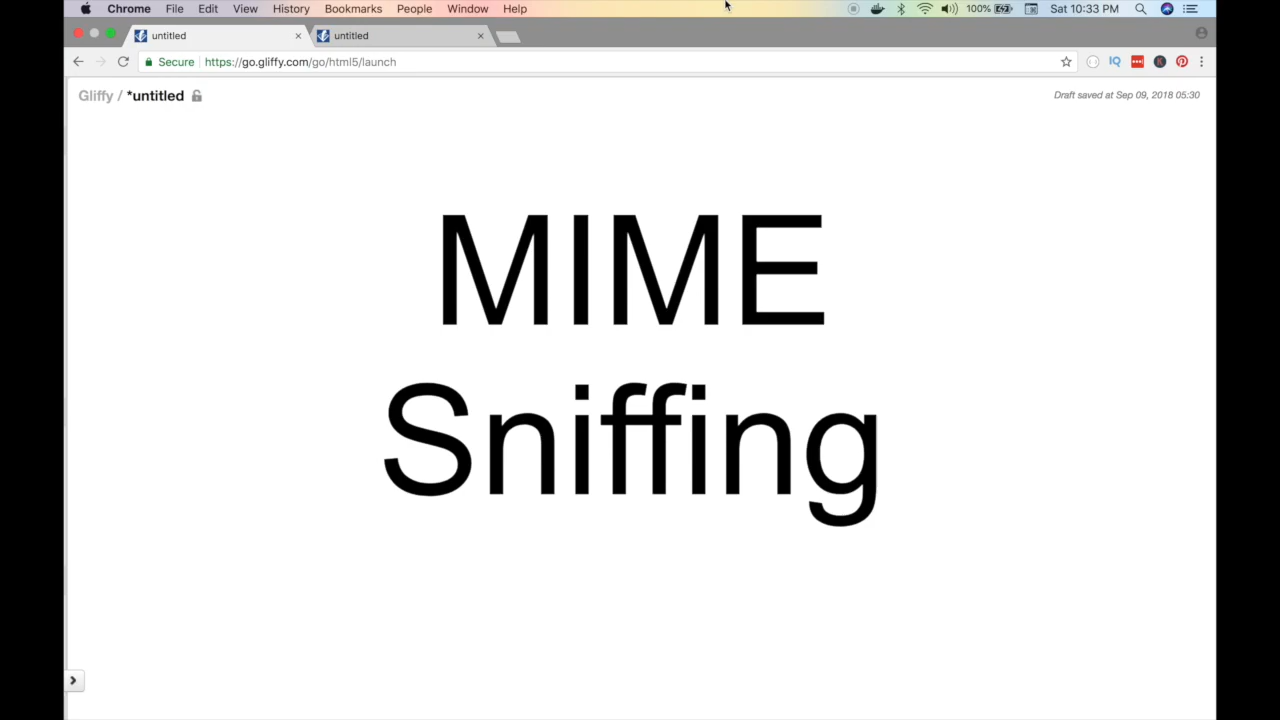 Chrome File Edit View History Bookmarks People Window Help 100% Sat 10:33 PM
untitled untitled
Secure https://go.gliffy.com/go/html5/launch IQ K
Gliffy / *untitled Draft saved at Sep 09, 2018 05:30
MIME
Sniffing